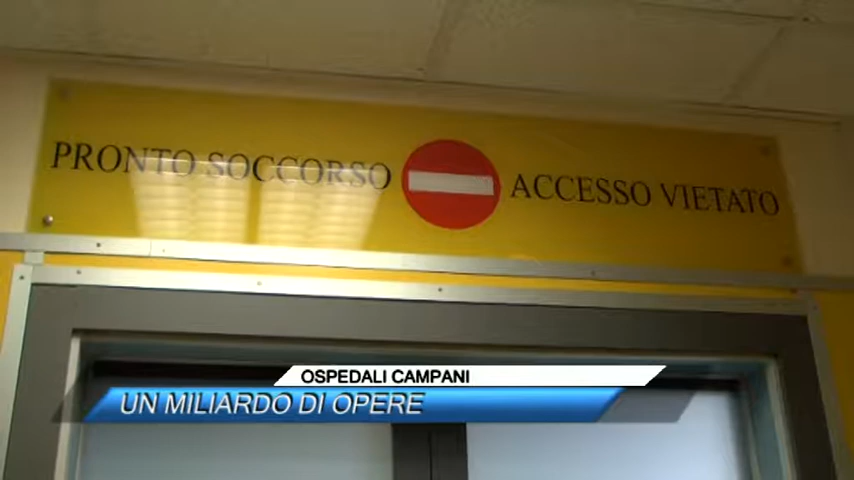 PRONTO SOCCORSO ACCESSO VIETATO
OSPEDALI CAMPANI
UN MILIARDO DI OPERE